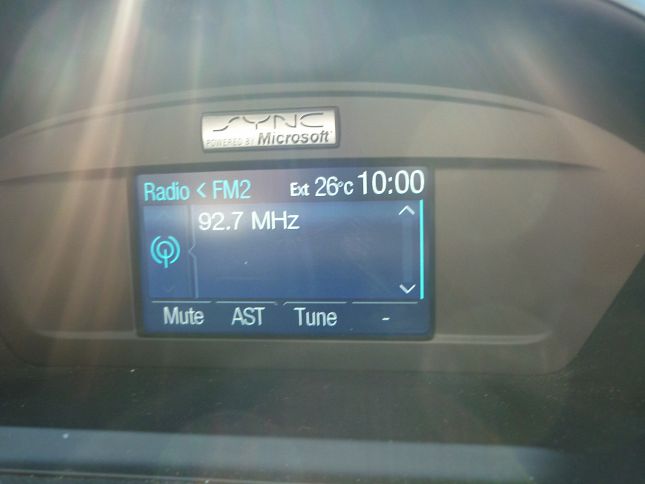 SYNC
POWERED BY Microsoft
Radio < FM2 Ext 26°C 10:00
92.7 MHz
Mute AST Tune -